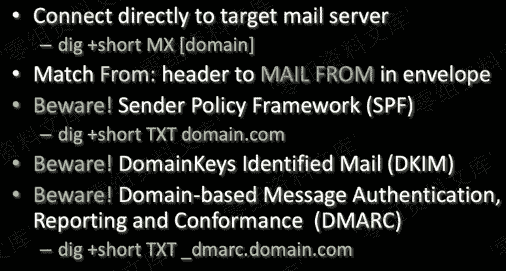 • Connect directly to target mail server
– dig +short MX [domain]
• Match From: header to MAIL FROM in envelope
• Beware! Sender Policy Framework (SPF)
– dig +short TXT domain.com
• Beware! DomainKeys Identified Mail (DKIM)
• Beware! Domain-based Message Authentication,
Reporting and Conformance  (DMARC)
– dig +short TXT _dmarc.domain.com